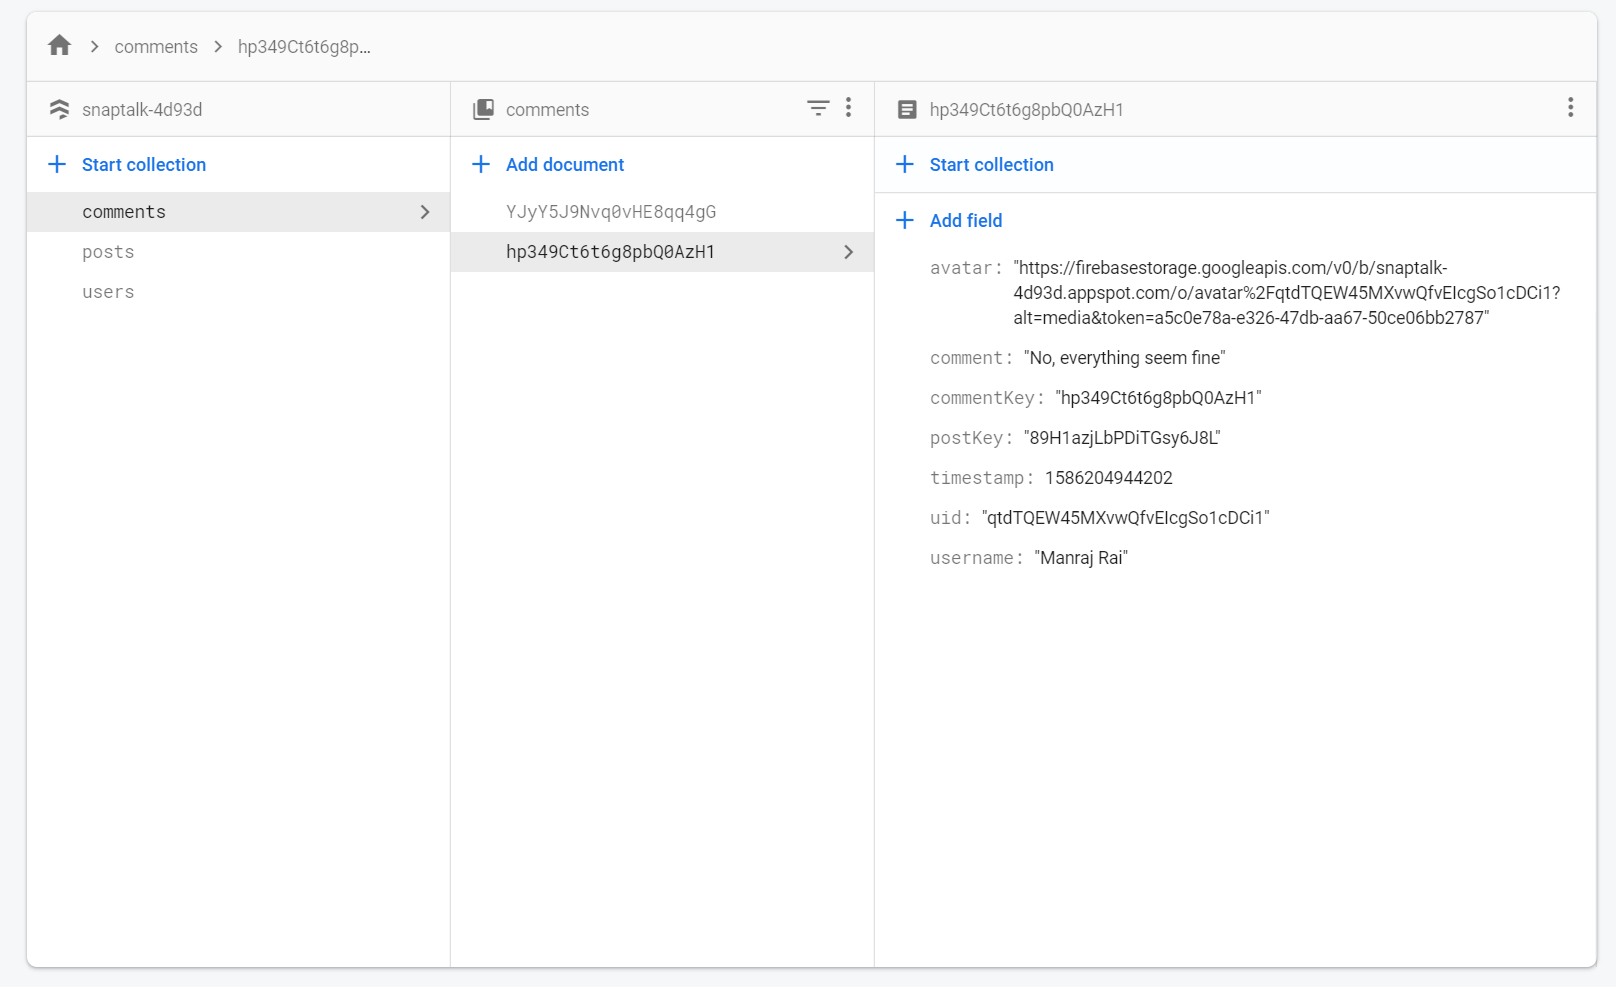 comments
hp349Ct6t6g8p...
snaptalk-4d93d
Start collection
comments
posts
users
comments
Add document
YJyY5J9Nvq0vHE8qq4gG
hp349Ct6t6g8pbQ0AzH1
hp349Ct6t6g8pbQ0AzH1
Start collection
Add field
avatar: "https://firebasestorage.googleapis.com/v0/b/snaptalk-
4d93d.appspot.com/o/avatar%2FqtdTQEW45MXvwQfvEIcgSo1cDCi1?
alt=media&token=a5c0e78a-e326-47db-aa67-50ce06bb2787"
comment: "No, everything seem fine"
commentKey: "hp349Ct6t6g8pbQ0AzH1"
postKey: "89H1azjLbPDiTGsy6J8L"
timestamp: 1586204944202
uid: "qtdTQEW45MXvwQfvEIcgSo1cDCi1"
username: "Manraj Rai"